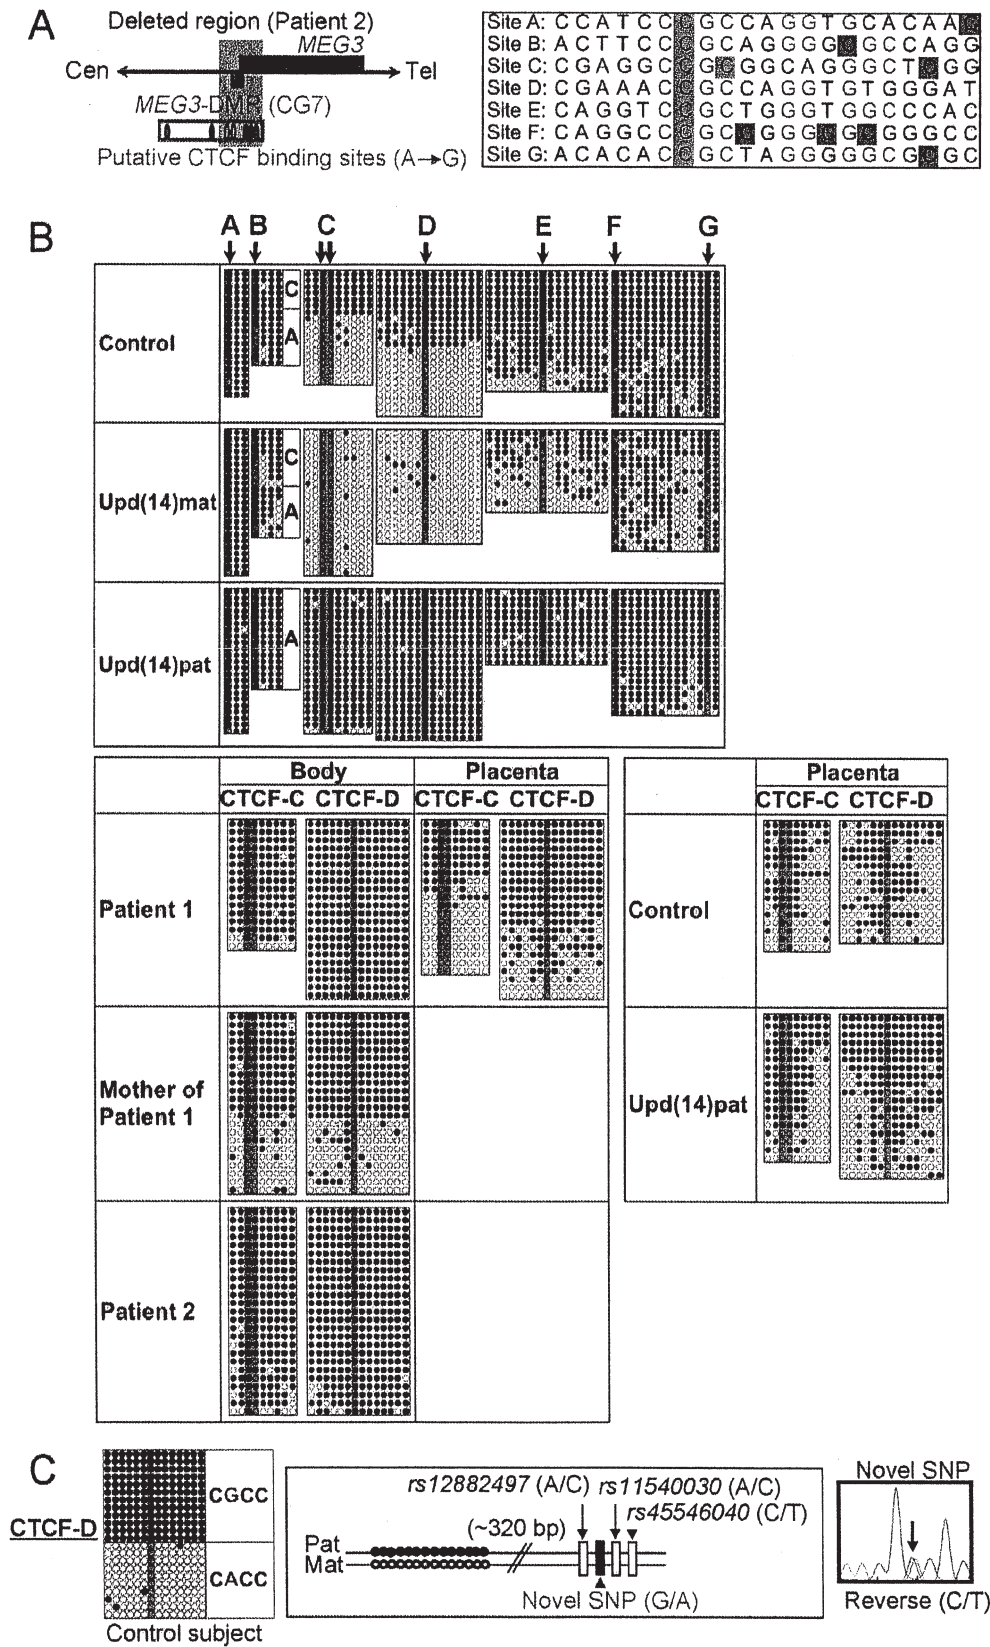 A
Deleted region (Patient 2)
MEG3
Cen
Tel
MEG3-DMR (CG7)
Putative CTCF binding sites (A→G)
Site A: C C A T C C G G C C A G G T G C A C A A C
Site B: A C T T C C G G C A G G G G G G C C A G G
Site C: C G A G G C G G G G C A G G G C T G G
Site D: C G A A A C G C C A G G T G T G G G A T
Site E: C A G G T C G C T G G G T G G C C C A C
Site F: C A G G C C G C G G G G G G G C C
Site G: A C A C A C G C T A G G G G G C G G C
B
A B C D E F G
Control
C
A
Upd(14)mat
C
A
Upd(14)pat
A
Body Placenta
CTCF-C CTCF-D CTCF-C CTCF-D
Patient 1
Mother of
Patient 1
Patient 2
Placenta
CTCF-C CTCF-D
Control
Upd(14)pat
C
CTCF-D
CGCC
CACC
Control subject
rs12882497 (A/C) rs11540030 (A/C)
rs45546040 (C/T)
(~320 bp)
Pat
Mat
Novel SNP (G/A)
Novel SNP
Reverse (C/T)